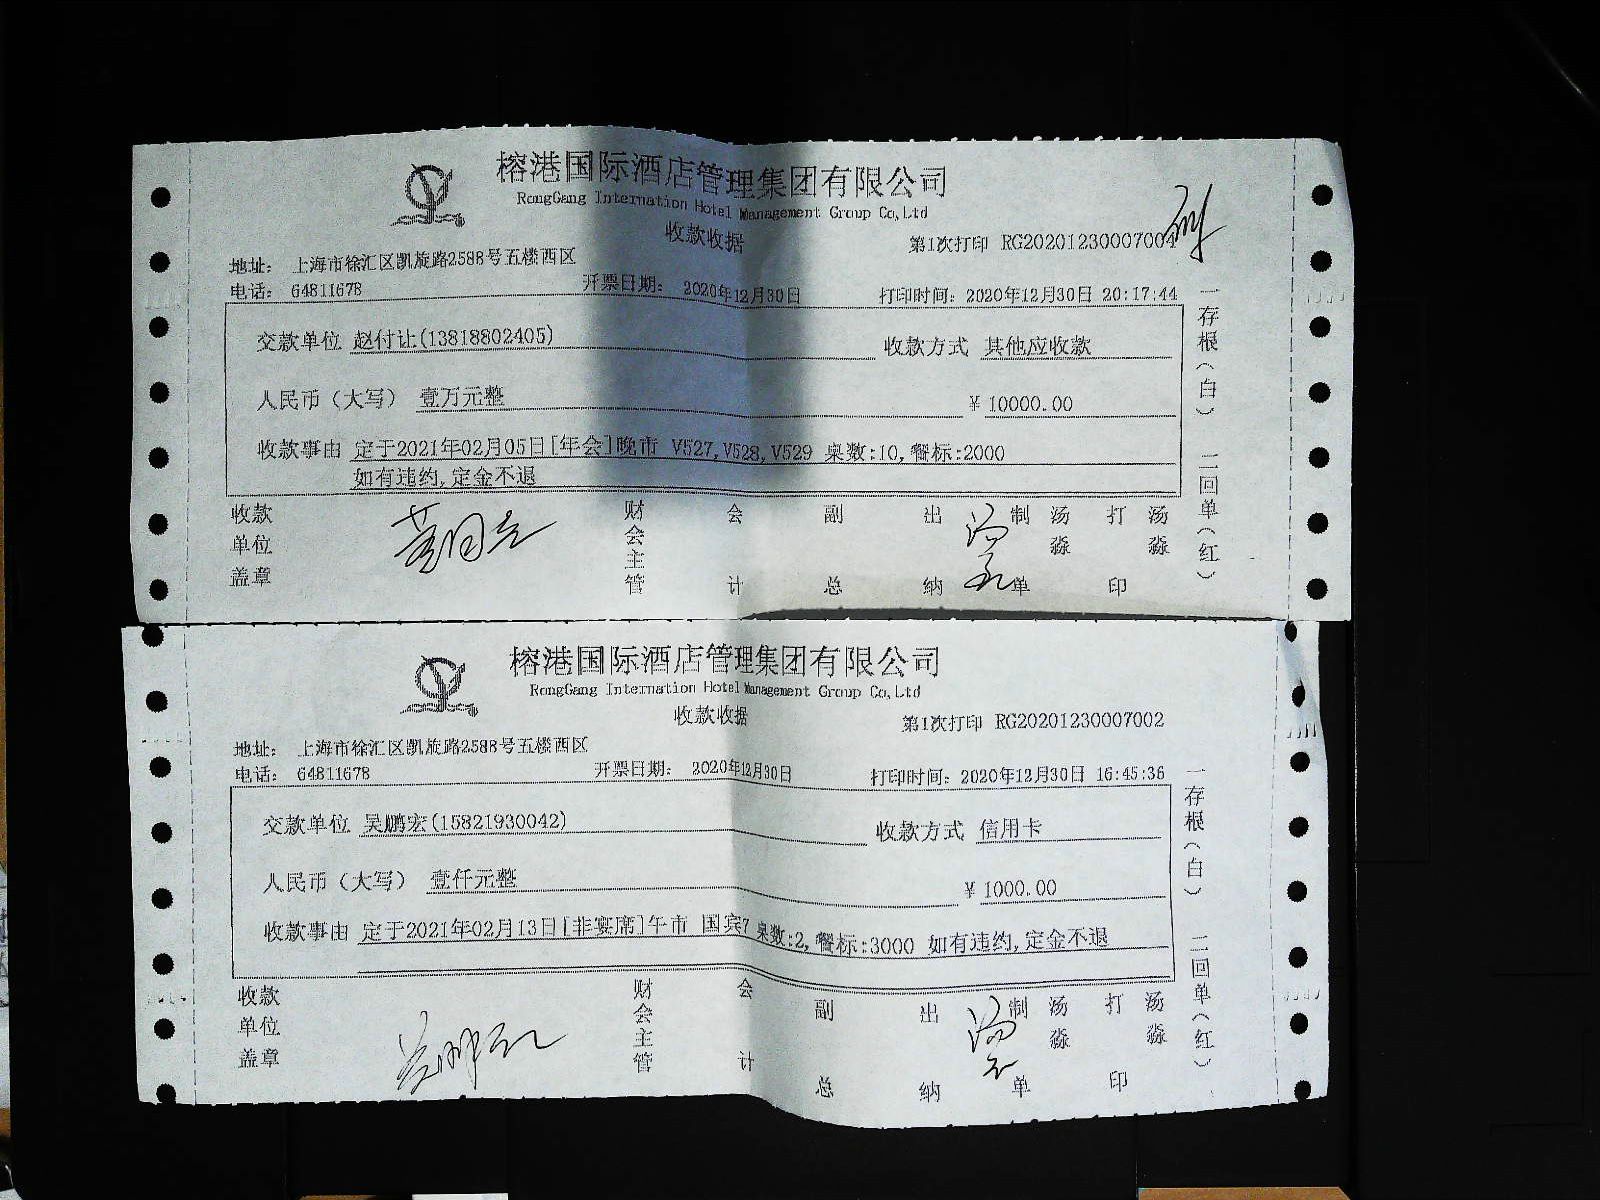 榕港国际酒店管理集团有限公司
RongGang Internation Hotel Management Group Co,Ltd
收款收据
第1次打印 RG20201230007004
地址: 上海市徐汇区凯旋路2588号五楼西区
电话: 64811678 开票日期: 2020年12月30日 打印时间: 2020年12月30日 20:17:44
交款单位 赵付让(13818802405) 收款方式 其他应收款
人民币（大写） 壹万元整 ¥ 10000.00
收款事由 定于2021年02月05日[年会]晚市 V527,V528,V529 桌数:10,餐标:2000
如有违约,定金不退
收款单位盖章 财会主管 会计 副总 出纳 制单 汤淼 打印 汤淼
一存根（白） 二回单（红）
榕港国际酒店管理集团有限公司
RongGang Internation Hotel Management Group Co,Ltd
收款收据
第1次打印 RG20201230007002
地址: 上海市徐汇区凯旋路2588号五楼西区
电话: 64811678 开票日期: 2020年12月30日 打印时间: 2020年12月30日 16:45:36
交款单位 吴鹏宏(15821930042) 收款方式 信用卡
人民币（大写） 壹仟元整 ¥ 1000.00
收款事由 定于2021年02月13日[非宴席]午市 国宾7 桌数:2,餐标:3000 如有违约,定金不退
收款单位盖章 财会主管 会计 副总 出纳 制单 汤淼 打印 汤淼
一存根（白） 二回单（红）